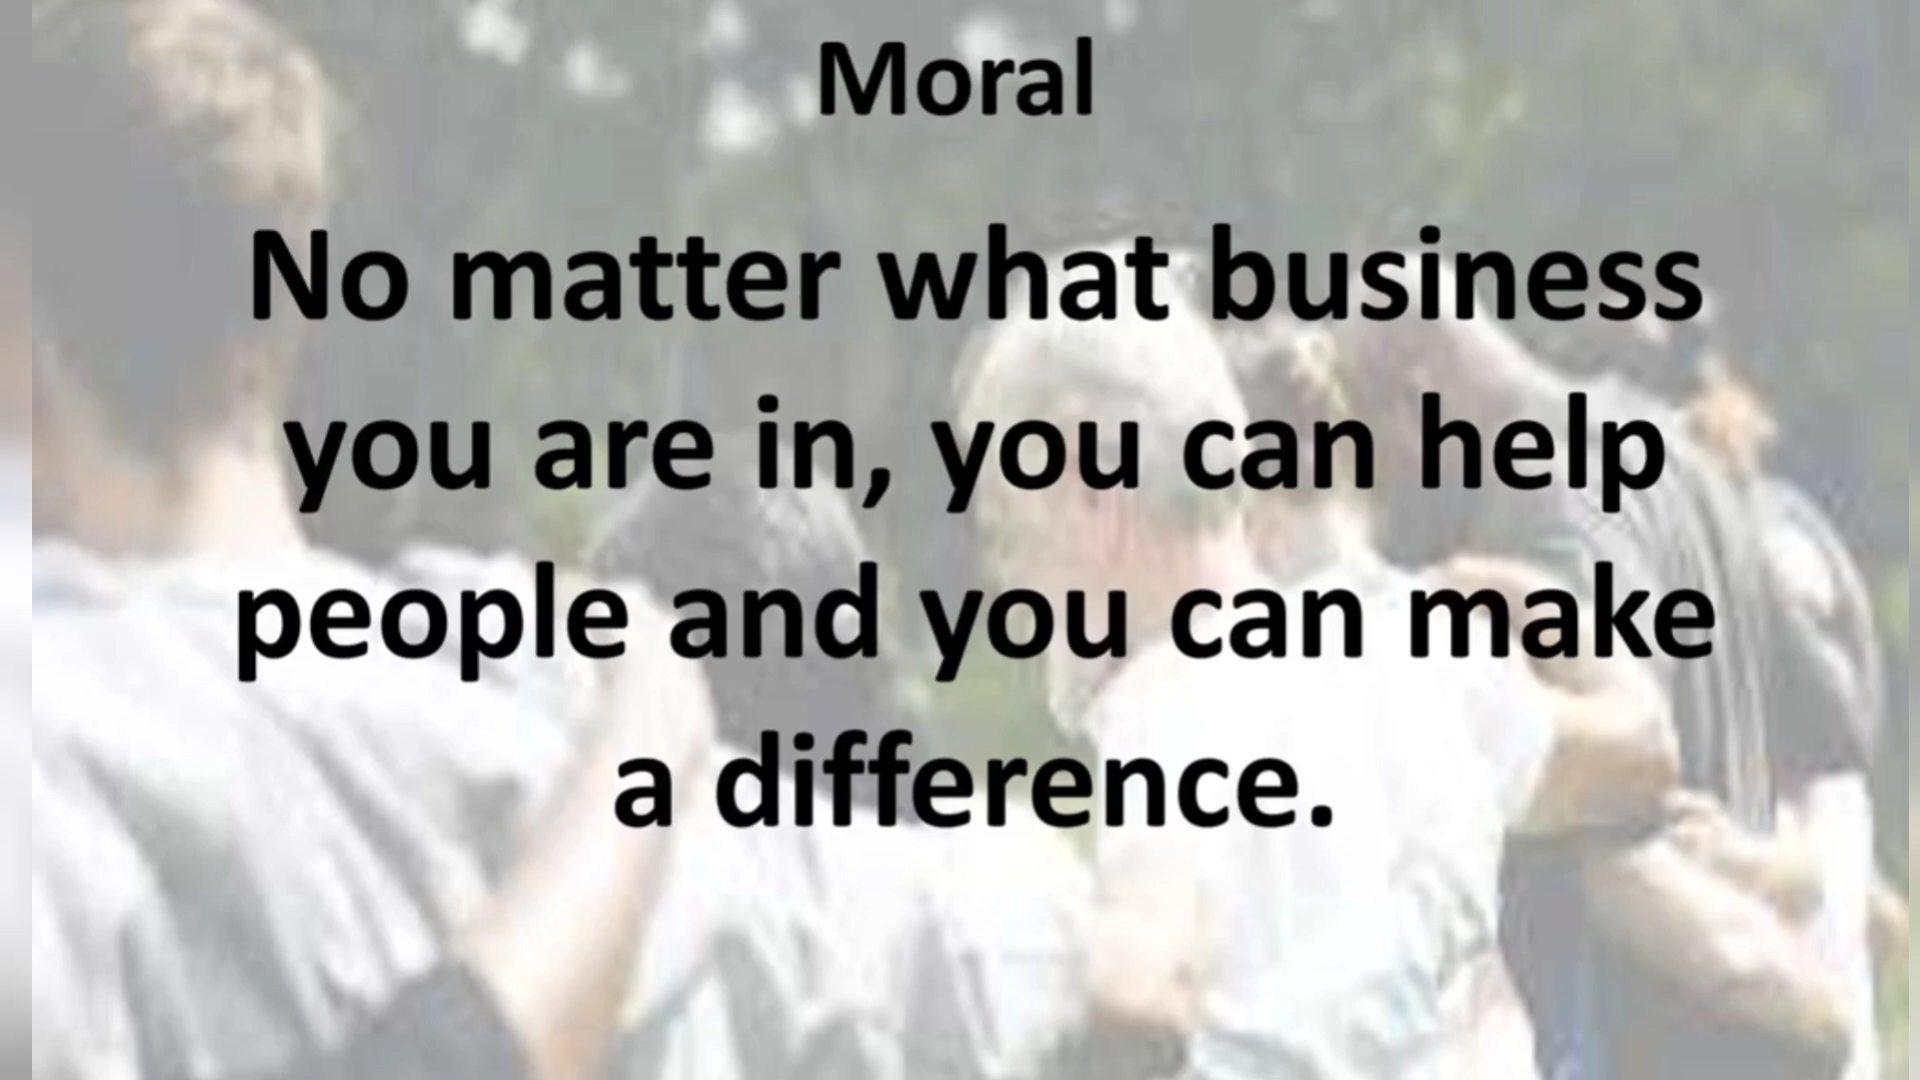 Moral
No matter what business
you are in, you can help
people and you can make
a difference.